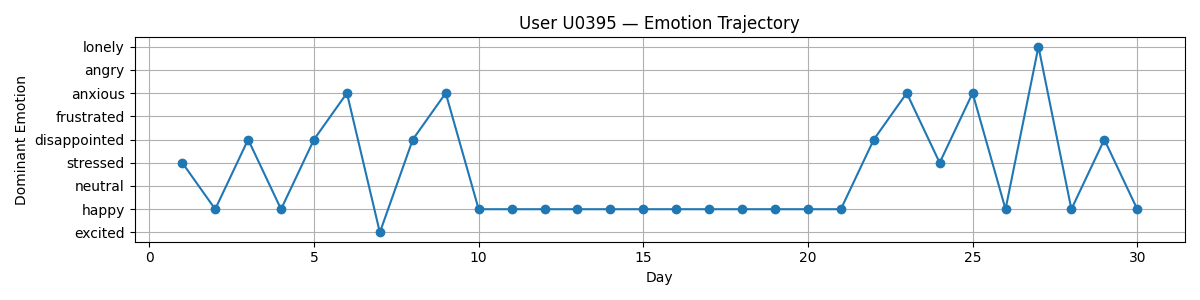 User U0395 — Emotion Trajectory
Dominant Emotion
lonely
angry
anxious
frustrated
disappointed
stressed
neutral
happy
excited
0 5 10 15 20 25 30
Day